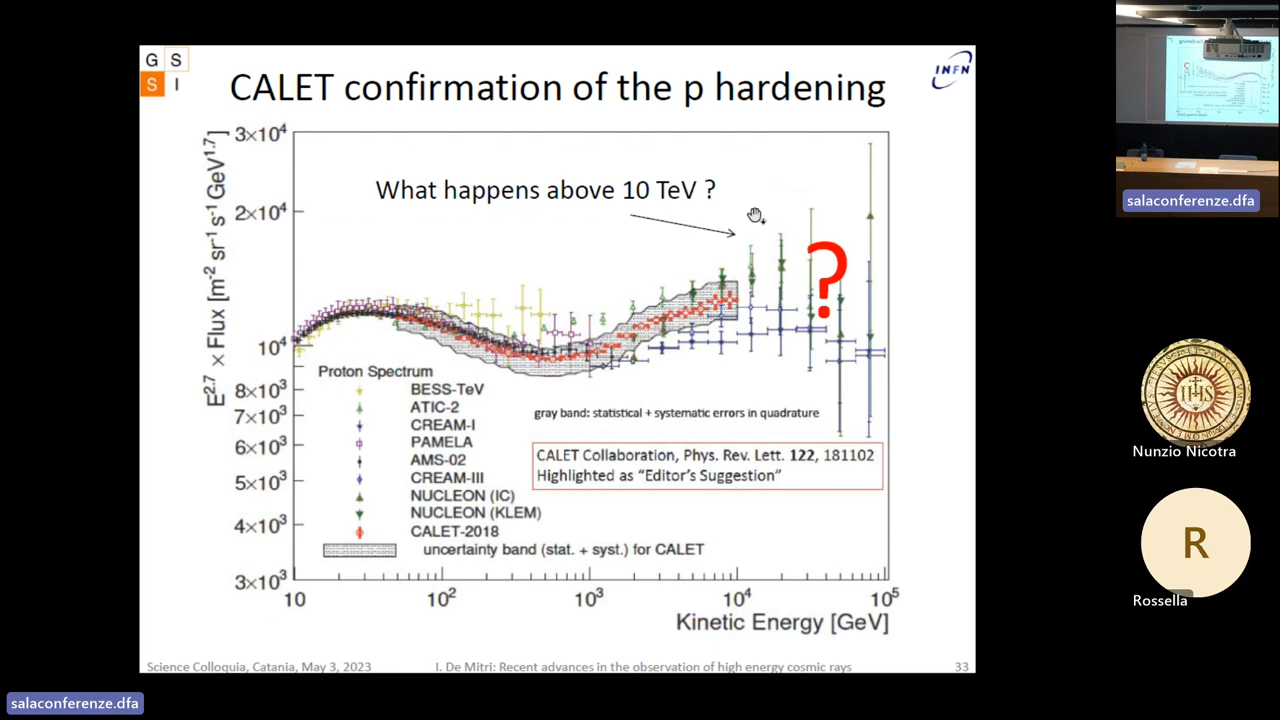 G S
S I
CALET confirmation of the p hardening
INFN
What happens above 10 TeV ?
?
E2.7 × Flux [m-2 sr-1 s-1 GeV1.7]
3×10⁴
2×10⁴
10⁴
8×10³
7×10³
6×10³
5×10³
4×10³
3×10³
Proton Spectrum
BESS-TeV
ATIC-2
CREAM-I
PAMELA
AMS-02
CREAM-III
NUCLEON (IC)
NUCLEON (KLEM)
CALET-2018
uncertainty band (stat. + syst.) for CALET
gray band: statistical + systematic errors in quadrature
CALET Collaboration, Phys. Rev. Lett. 122, 181102
Highlighted as “Editor’s Suggestion”
10 10² 10³ 10⁴ 10⁵
Kinetic Energy [GeV]
Science Colloquia, Catania, May 3, 2023 I. De Mitri: Recent advances in the observation of high energy cosmic rays 33
salaconferenze.dfa
salaconferenze.dfa
IHS
Nunzio Nicotra
R
Rossella